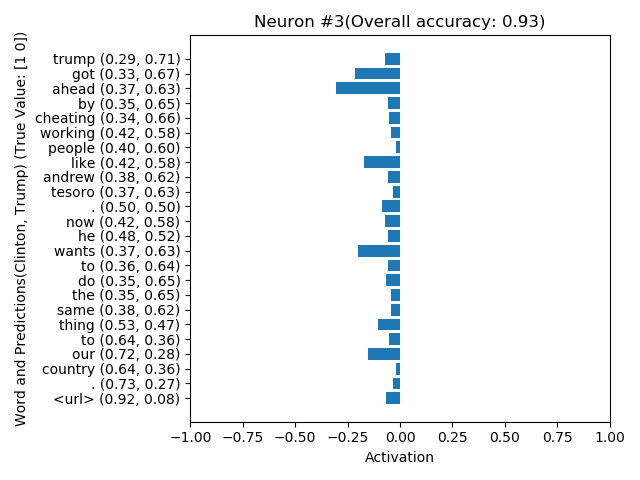 Neuron #3(Overall accuracy: 0.93)
Word and Predictions(Clinton, Trump) (True Value: [1 0])
trump (0.29, 0.71)
got (0.33, 0.67)
ahead (0.37, 0.63)
by (0.35, 0.65)
cheating (0.34, 0.66)
working (0.42, 0.58)
people (0.40, 0.60)
like (0.42, 0.58)
andrew (0.38, 0.62)
tesoro (0.37, 0.63)
. (0.50, 0.50)
now (0.42, 0.58)
he (0.48, 0.52)
wants (0.37, 0.63)
to (0.36, 0.64)
do (0.35, 0.65)
the (0.35, 0.65)
same (0.38, 0.62)
thing (0.53, 0.47)
to (0.64, 0.36)
our (0.72, 0.28)
country (0.64, 0.36)
. (0.73, 0.27)
<url> (0.92, 0.08)
−1.00 −0.75 −0.50 −0.25 0.00 0.25 0.50 0.75 1.00
Activation